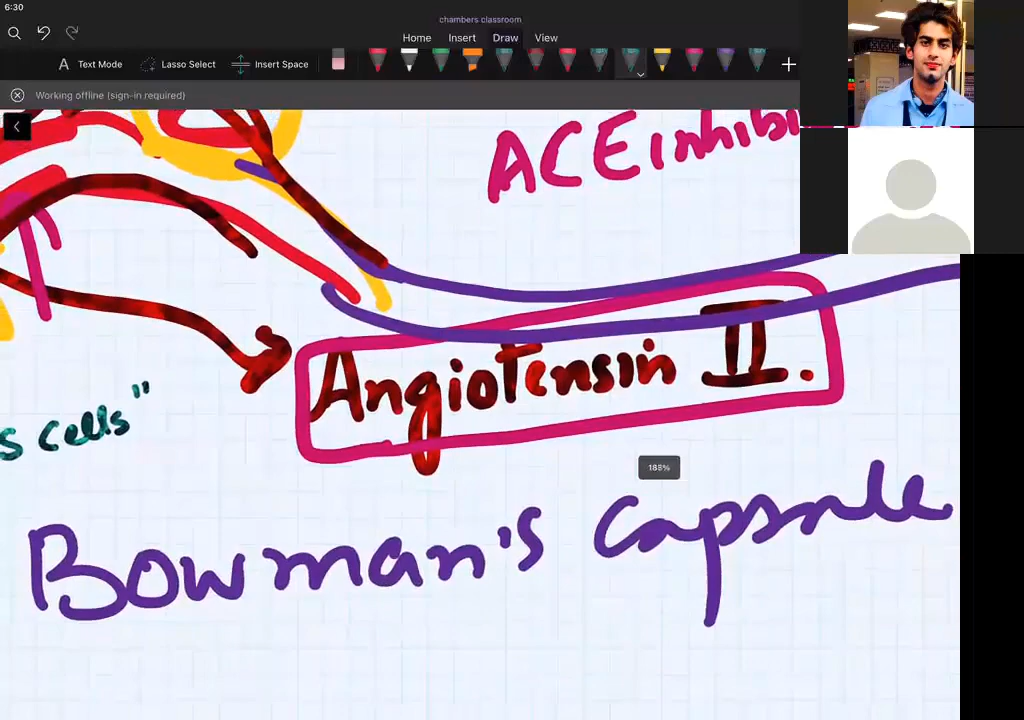 6:30
chambers classroom
Home Insert Draw View
Text Mode Lasso Select Insert Space
Working offline (sign-in required)
ACE inhibi
Angiotensin II.
s cells"
188%
Bowman's Capsule